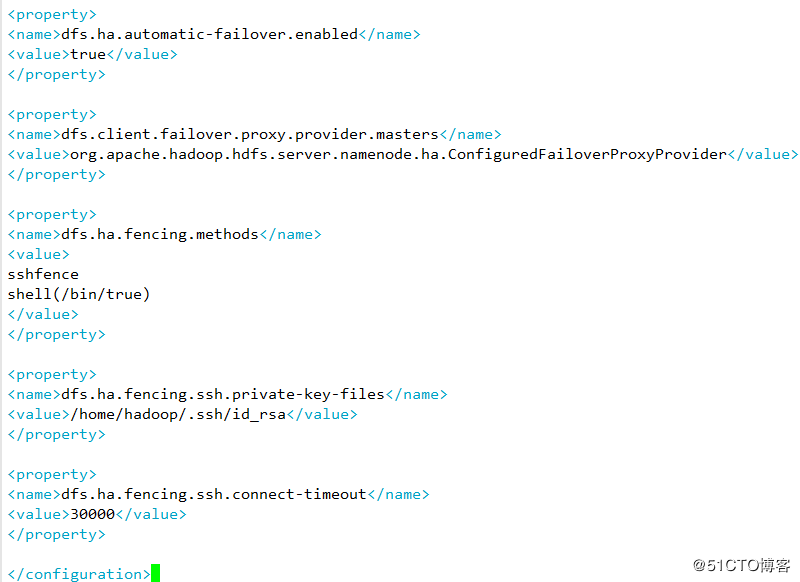 <property>
<name>dfs.ha.automatic-failover.enabled</name>
<value>true</value>
</property>
<property>
<name>dfs.client.failover.proxy.provider.masters</name>
<value>org.apache.hadoop.hdfs.server.namenode.ha.ConfiguredFailoverProxyProvider</value>
</property>
<property>
<name>dfs.ha.fencing.methods</name>
<value>
sshfence
shell(/bin/true)
</value>
</property>
<property>
<name>dfs.ha.fencing.ssh.private-key-files</name>
<value>/home/hadoop/.ssh/id_rsa</value>
</property>
<property>
<name>dfs.ha.fencing.ssh.connect-timeout</name>
<value>30000</value>
</property>
</configuration>
@51CTO博客